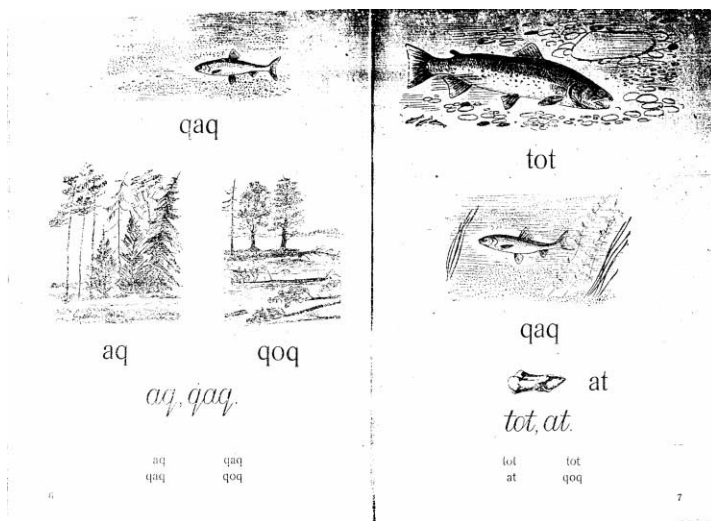 qaq
aq qoq
aq, qaq.
aq qaq
qaq qoq
6
tot
qaq
at
tot, at.
tot tot
at qoq
7